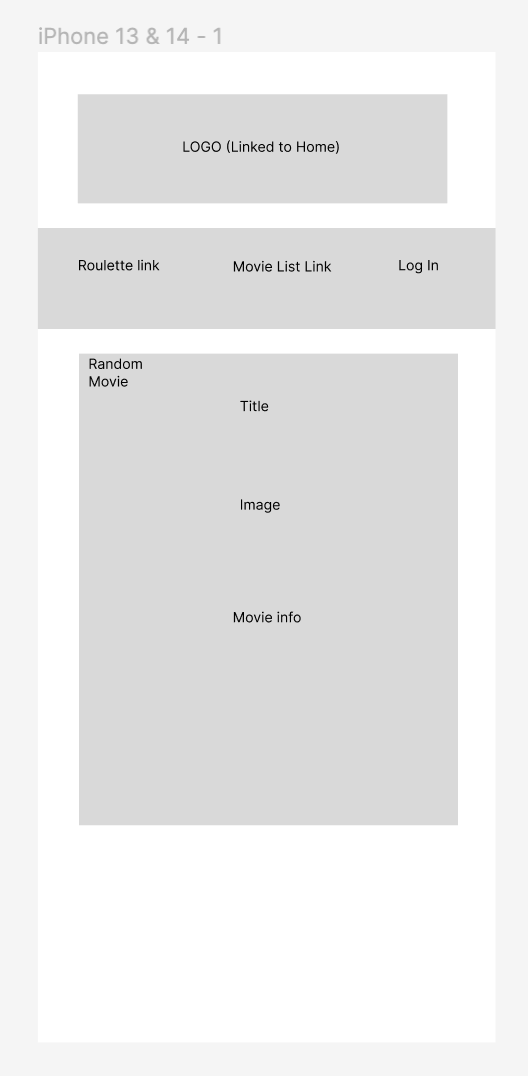 iPhone 13 & 14 - 1
LOGO (Linked to Home)
Roulette link
Movie List Link
Log In
Random
Movie
Title
Image
Movie info